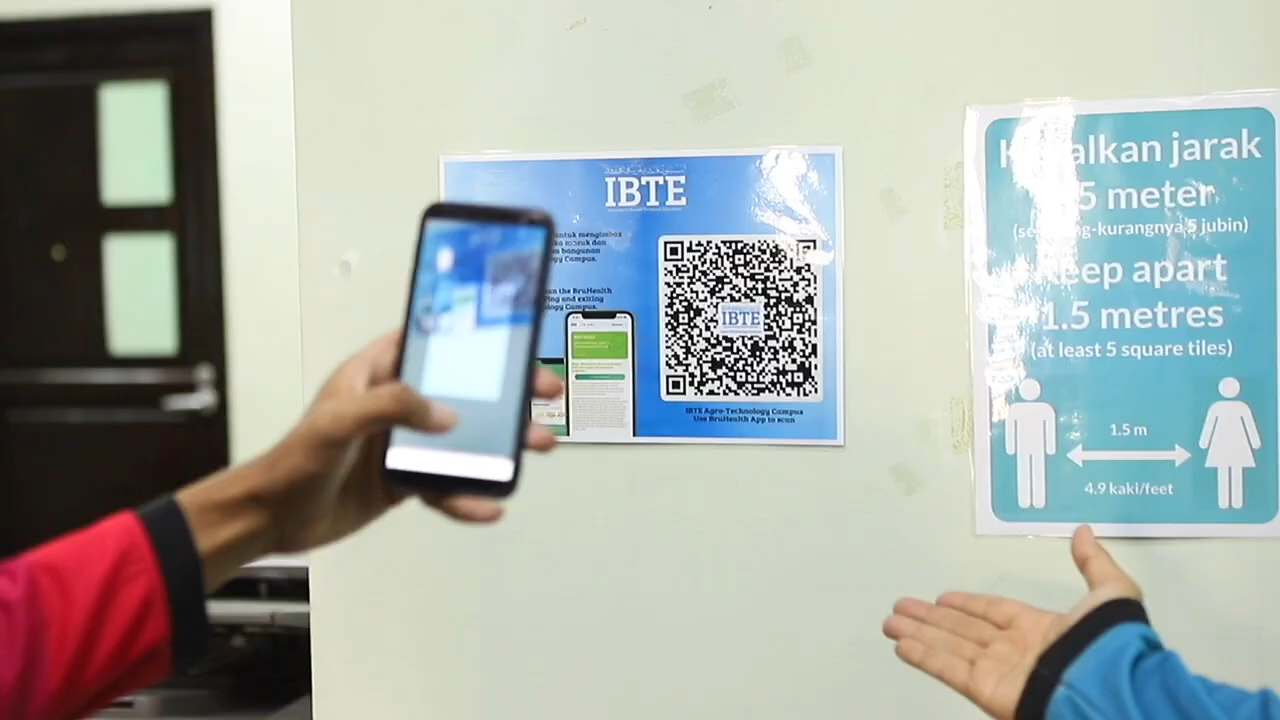 IBTE
untuk mengimbas
masuk dan
bangunan
Campus.
the BruHealth
and exiting
Campus.
IBTE
IBTE Agro-Technology Campus
Use BruHealth App to scan
jarak
5 meter
5 jubin)
Keep apart
1.5 metres
(at least 5 square tiles)
1.5 m
4.9 kaki/feet